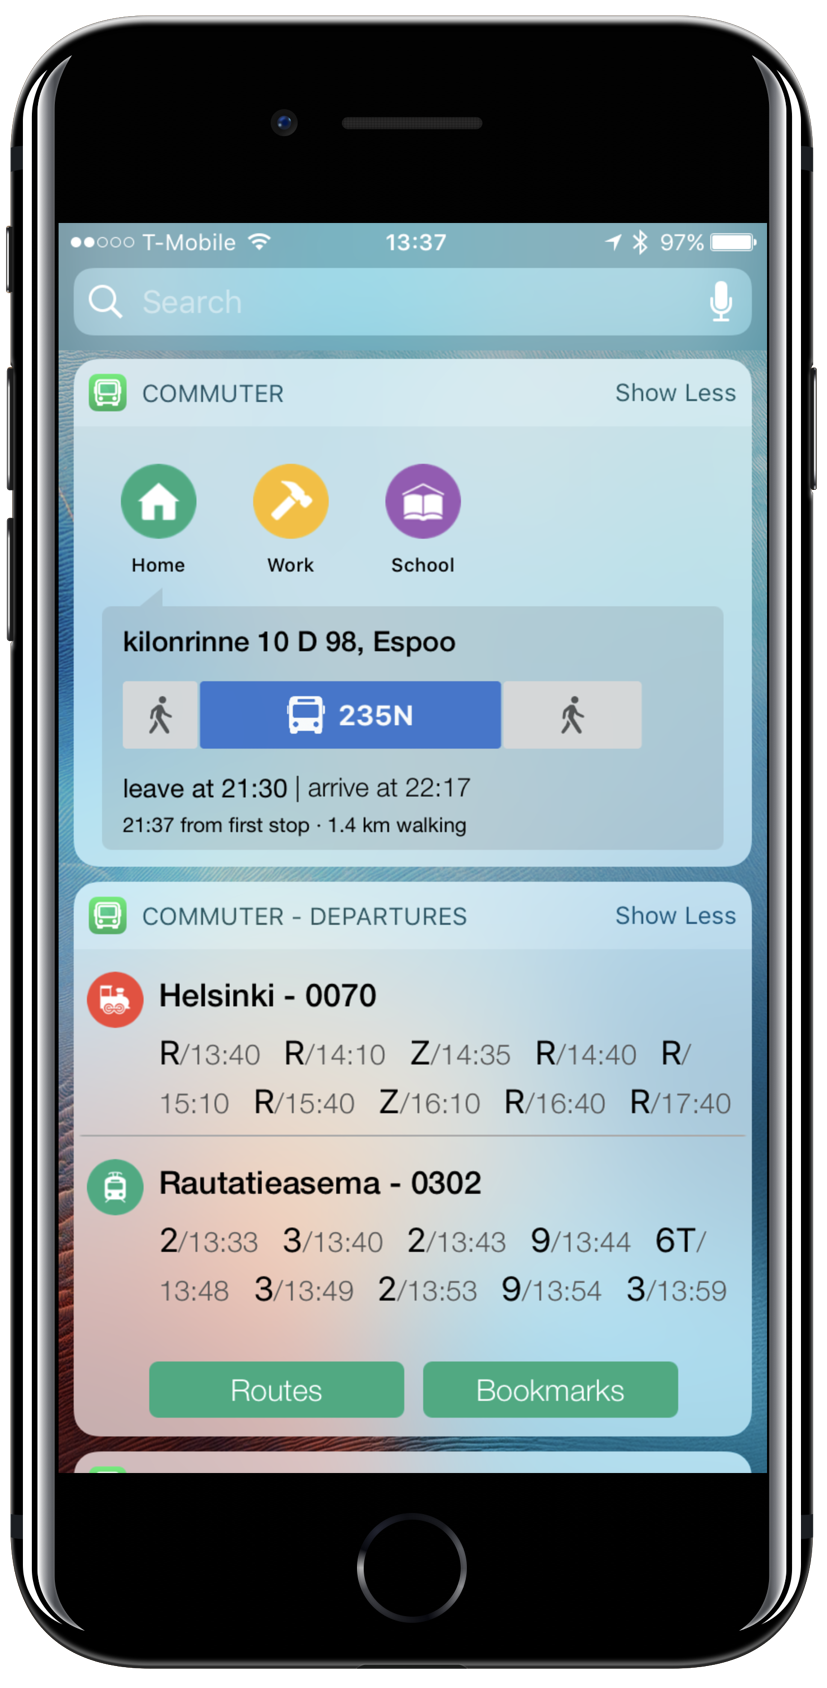 T-Mobile 13:37 97%
Search
COMMUTER Show Less
Home Work School
kilonrinne 10 D 98, Espoo
235N
leave at 21:30 | arrive at 22:17
21:37 from first stop · 1.4 km walking
COMMUTER - DEPARTURES Show Less
Helsinki - 0070
R/13:40 R/14:10 Z/14:35 R/14:40 R/
15:10 R/15:40 Z/16:10 R/16:40 R/17:40
Rautatieasema - 0302
2/13:33 3/13:40 2/13:43 9/13:44 6T/
13:48 3/13:49 2/13:53 9/13:54 3/13:59
Routes Bookmarks